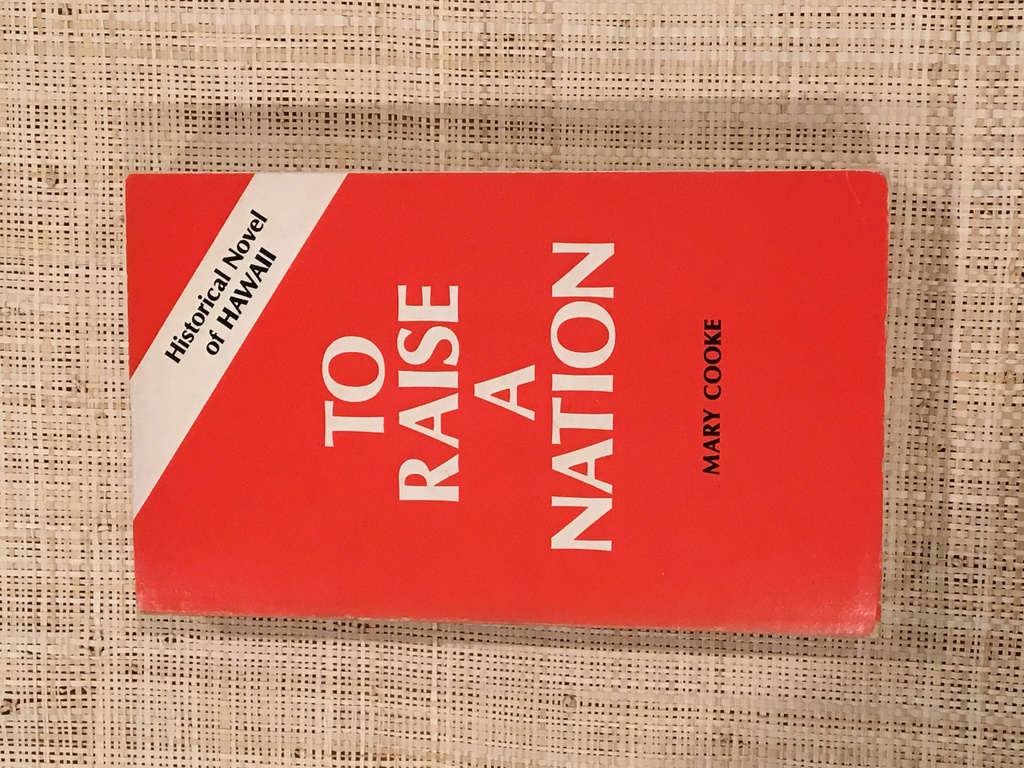 Historical Novel
of HAWAII
TO
RAISE
A
NATION
MARY COOKE